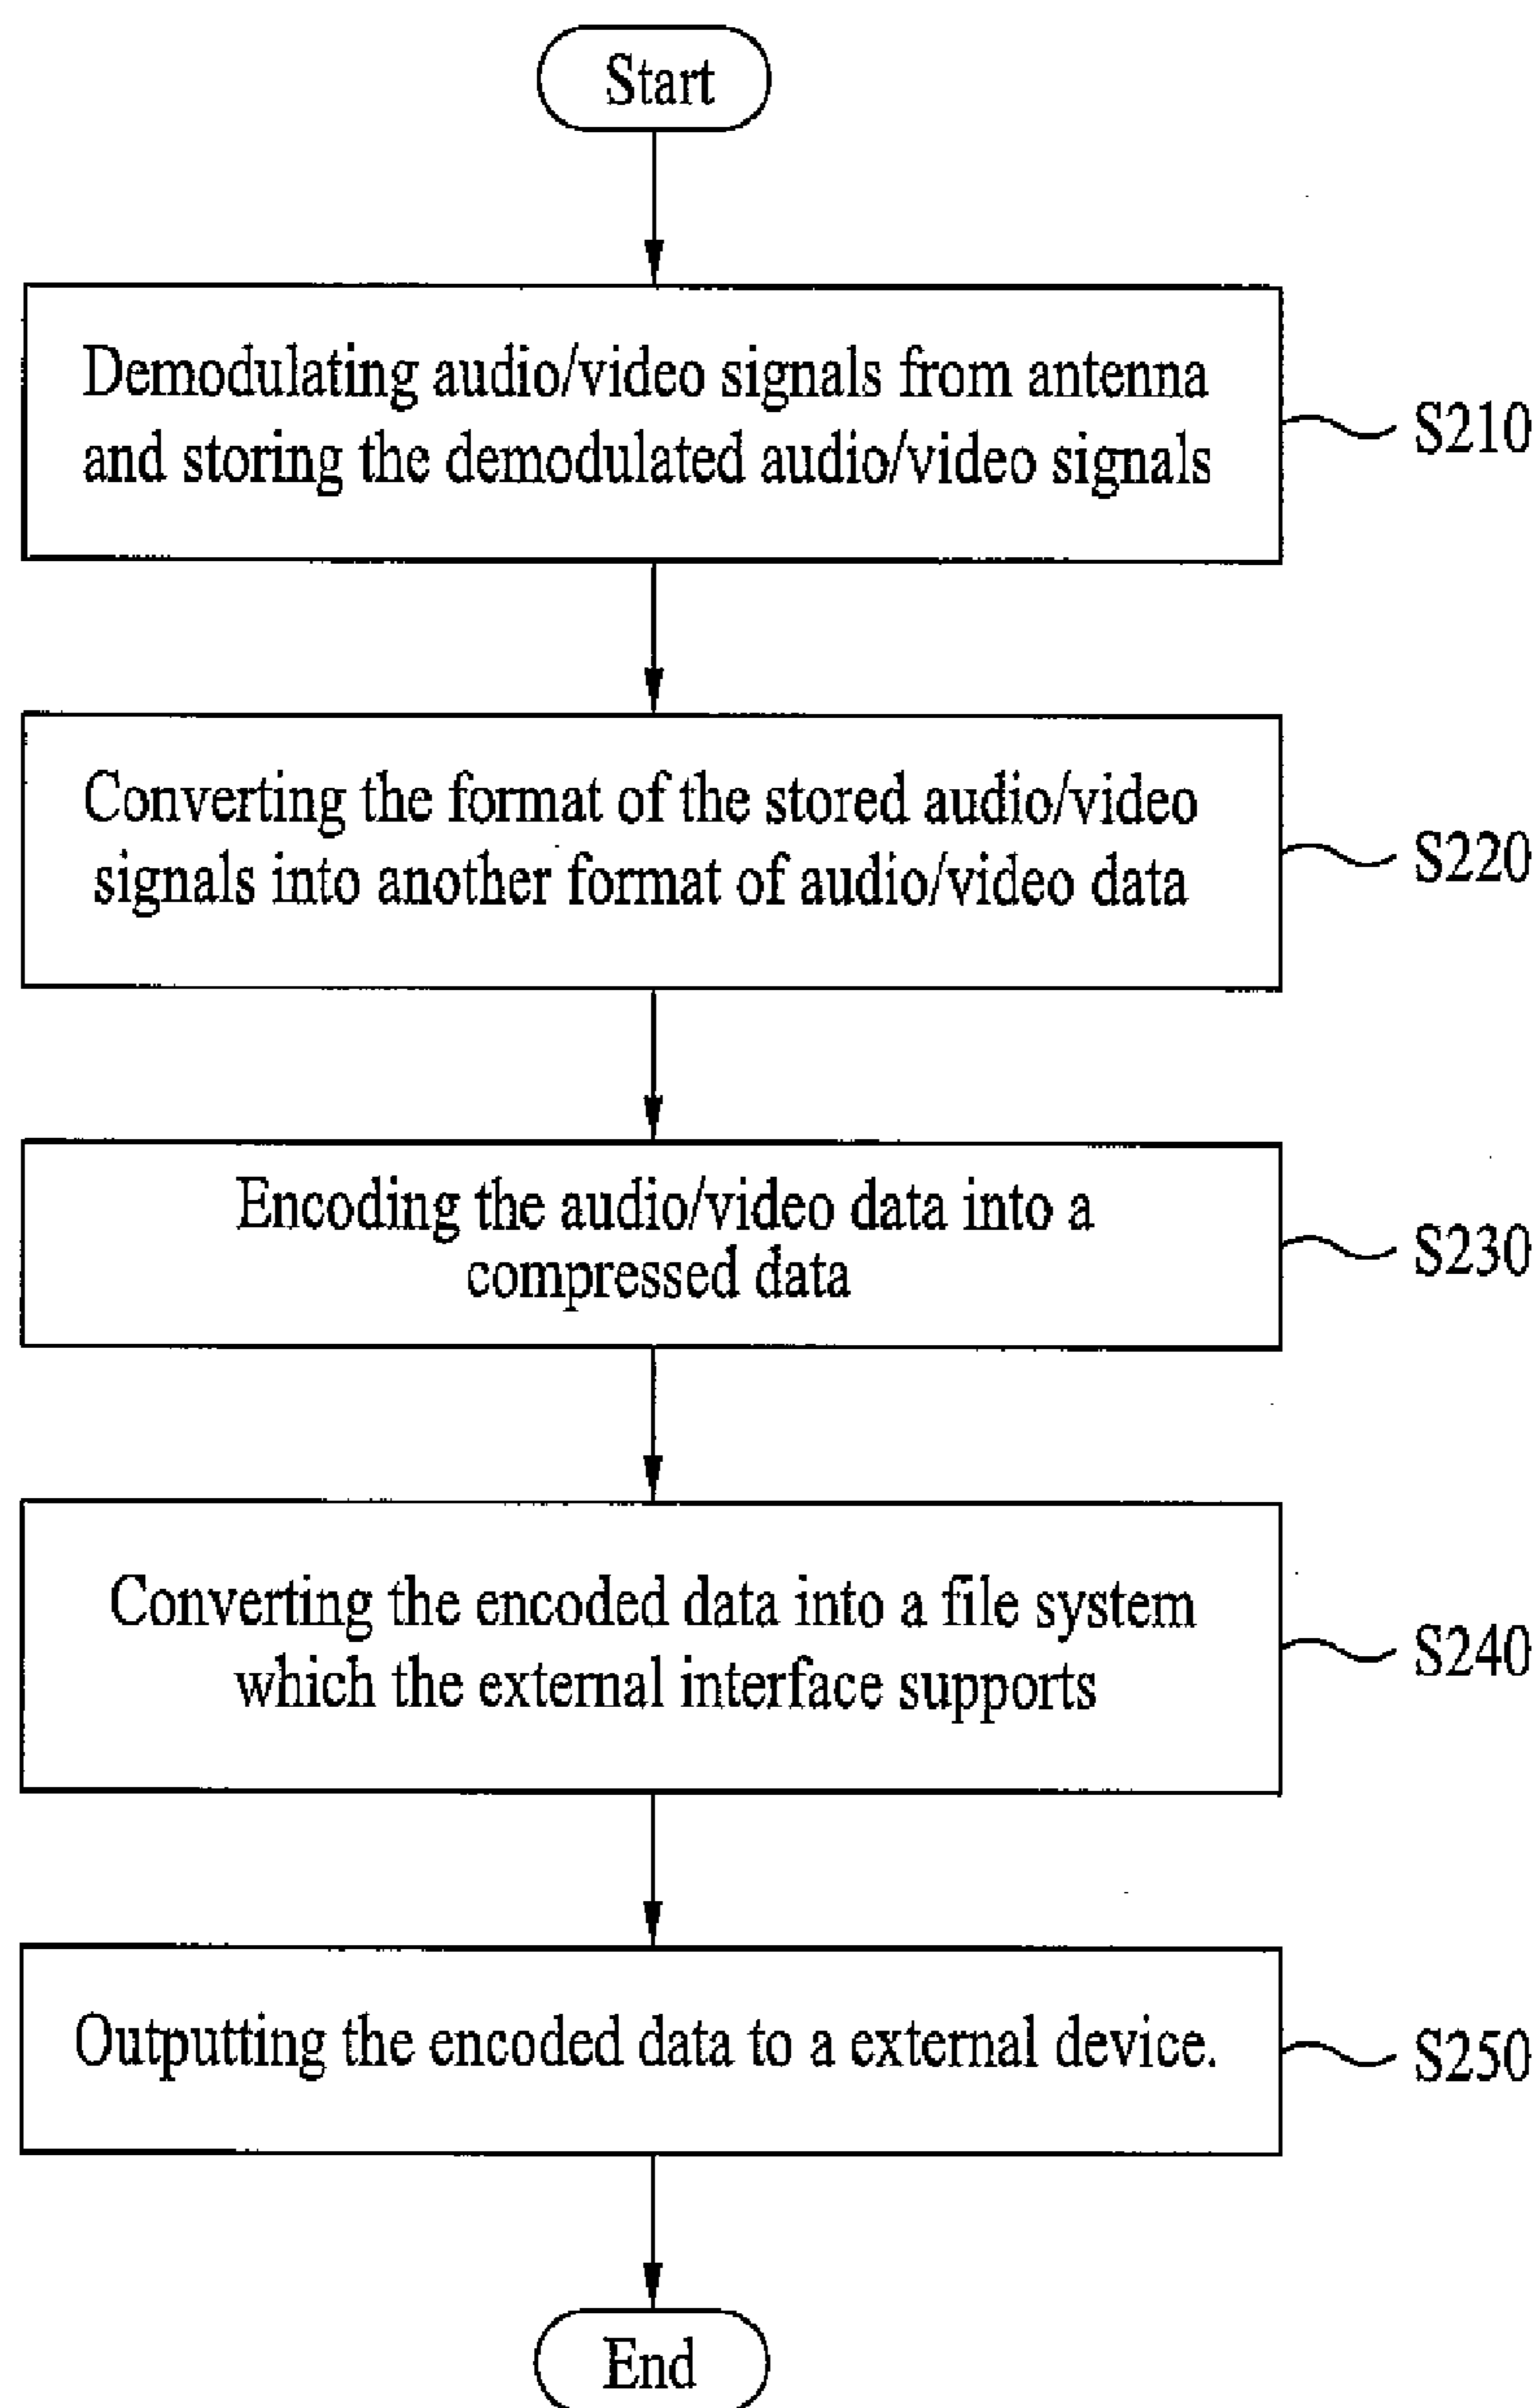 Start
Demodulating audio/video signals from antenna
and storing the demodulated audio/video signals
S210
Converting the format of the stored audio/video
signals into another format of audio/video data
S220
Encoding the audio/video data into a
compressed data
S230
Converting the encoded data into a file system
which the external interface supports
S240
Outputting the encoded data to a external device.
S250
End